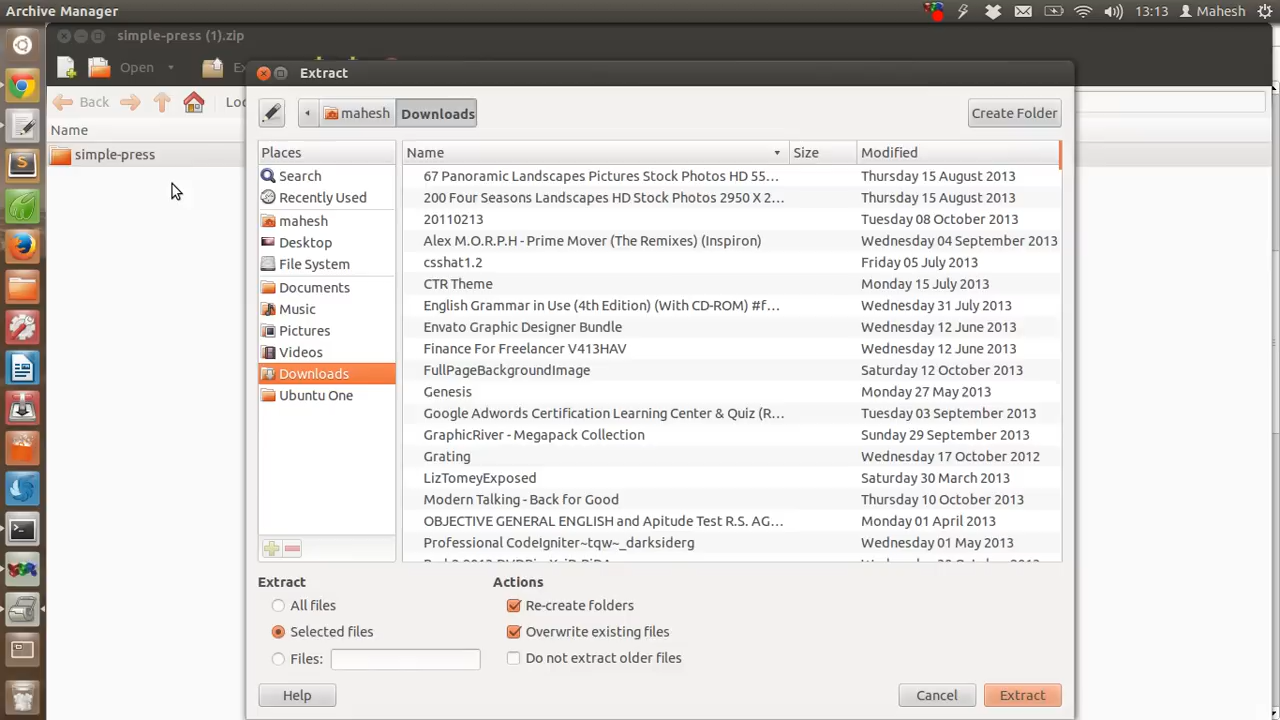 Archive Manager 13:13 Mahesh
simple-press (1).zip
Open
Extract
Back
mahesh Downloads Create Folder
Name
simple-press
Places
Search
Recently Used
mahesh
Desktop
File System
Documents
Music
Pictures
Videos
Downloads
Ubuntu One
Name Size Modified
67 Panoramic Landscapes Pictures Stock Photos HD 55... Thursday 15 August 2013
200 Four Seasons Landscapes HD Stock Photos 2950 X 2... Thursday 15 August 2013
20110213 Tuesday 08 October 2013
Alex M.O.R.P.H - Prime Mover (The Remixes) (Inspiron) Wednesday 04 September 2013
csshat1.2 Friday 05 July 2013
CTR Theme Monday 15 July 2013
English Grammar in Use (4th Edition) (With CD-ROM) #f... Wednesday 31 July 2013
Envato Graphic Designer Bundle Wednesday 12 June 2013
Finance For Freelancer V413HAV Wednesday 12 June 2013
FullPageBackgroundImage Saturday 12 October 2013
Genesis Monday 27 May 2013
Google Adwords Certification Learning Center & Quiz (R... Tuesday 03 September 2013
GraphicRiver - Megapack Collection Sunday 29 September 2013
Grating Wednesday 17 October 2012
LizTomeyExposed Saturday 30 March 2013
Modern Talking - Back for Good Thursday 10 October 2013
OBJECTIVE GENERAL ENGLISH and Apitude Test R.S. AG... Monday 01 April 2013
Professional CodeIgniter~tqw~_darksiderg Wednesday 01 May 2013
Extract
All files
Selected files
Files:
Actions
Re-create folders
Overwrite existing files
Do not extract older files
Help Cancel Extract